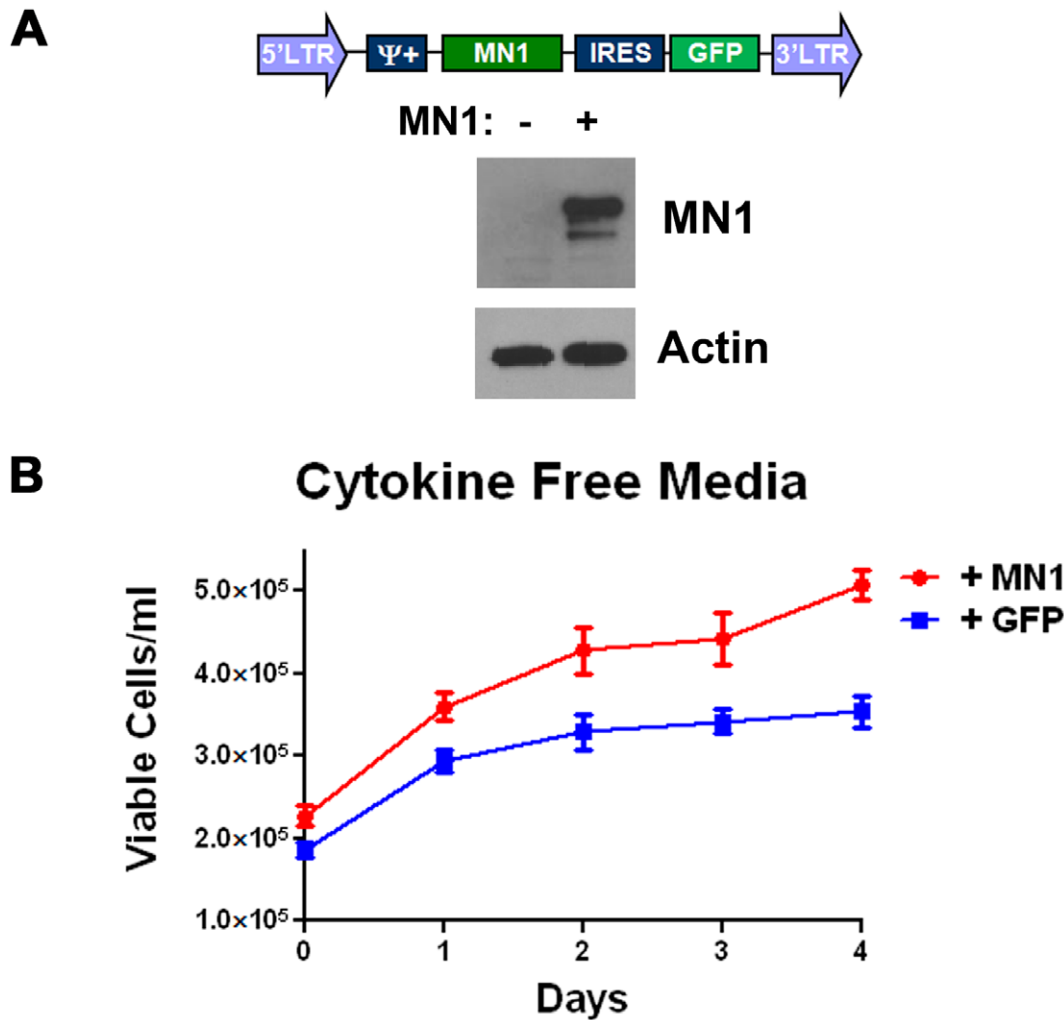 A
5'LTR Ψ+ MN1 IRES GFP 3'LTR
MN1: - +
MN1
Actin
B
Cytokine Free Media
Viable Cells/ml
5.0×10⁵
4.0×10⁵
3.0×10⁵
2.0×10⁵
1.0×10⁵
0 1 2 3 4
Days
+ MN1
+ GFP